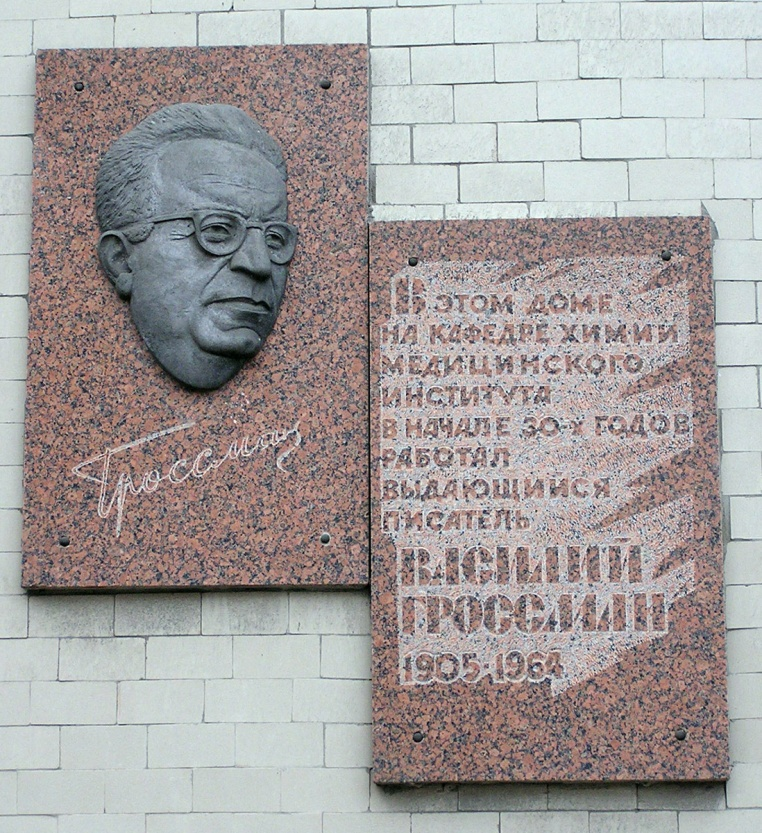 Гроссман
В ЭТОМ ДОМЕ
НА КАФЕДРЕ ХИМИИ
МЕДИЦИНСКОГО
ИНСТИТУТА
В НАЧАЛЕ 30-Х ГОДОВ
РАБОТАЛ
ВЫДАЮЩИЙСЯ
ПИСАТЕЛЬ
ВАСИЛИЙ
ГРОССМАН
1905-1964